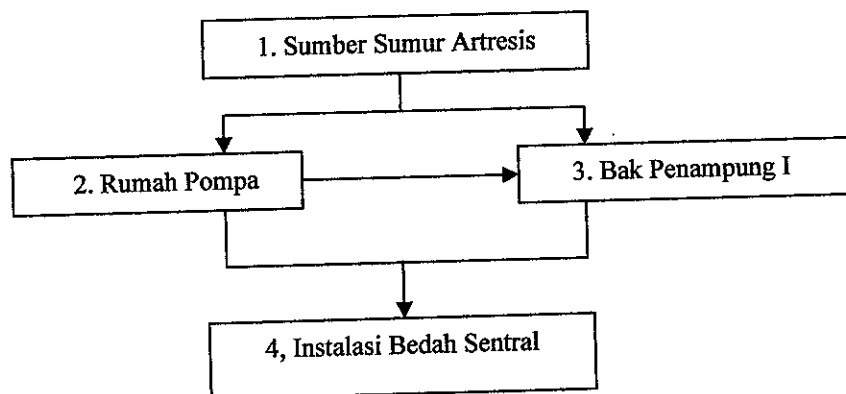 1. Sumber Sumur Artresis
2. Rumah Pompa
3. Bak Penampung I
4, Instalasi Bedah Sentral